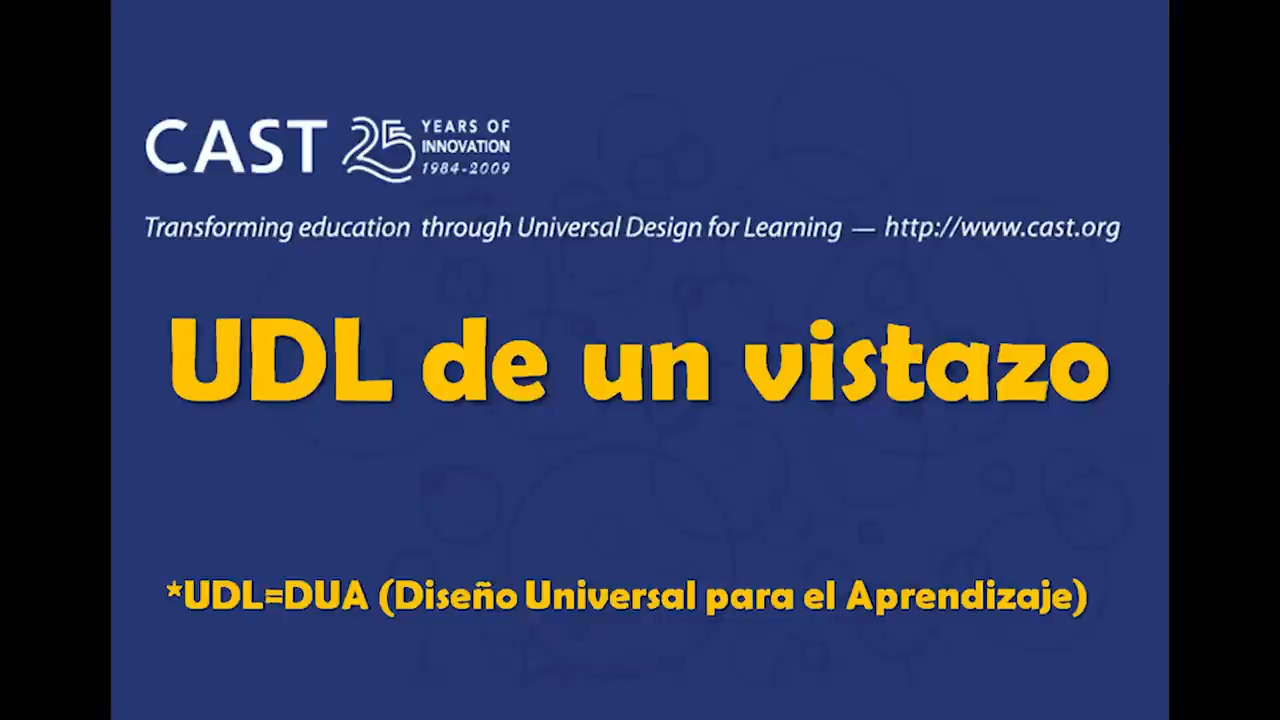 CAST 25 YEARS OF
INNOVATION
1984-2009
Transforming education through Universal Design for Learning — http://www.cast.org
UDL de un vistazo
*UDL=DUA (Diseño Universal para el Aprendizaje)